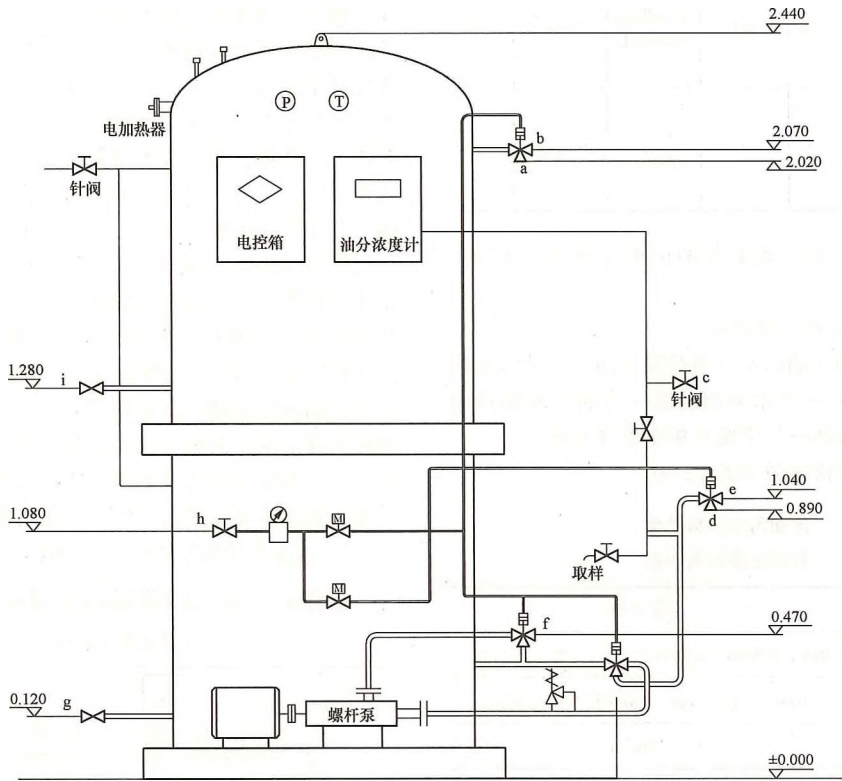 2.440
P T
电加热器
b
2.070
a
2.020
针阀
电控箱
油分浓度计
1.280
i
c
针阀
e
1.040
d
0.890
1.080
h
M
M
取样
f
0.470
0.120
g
螺杆泵
±0.000